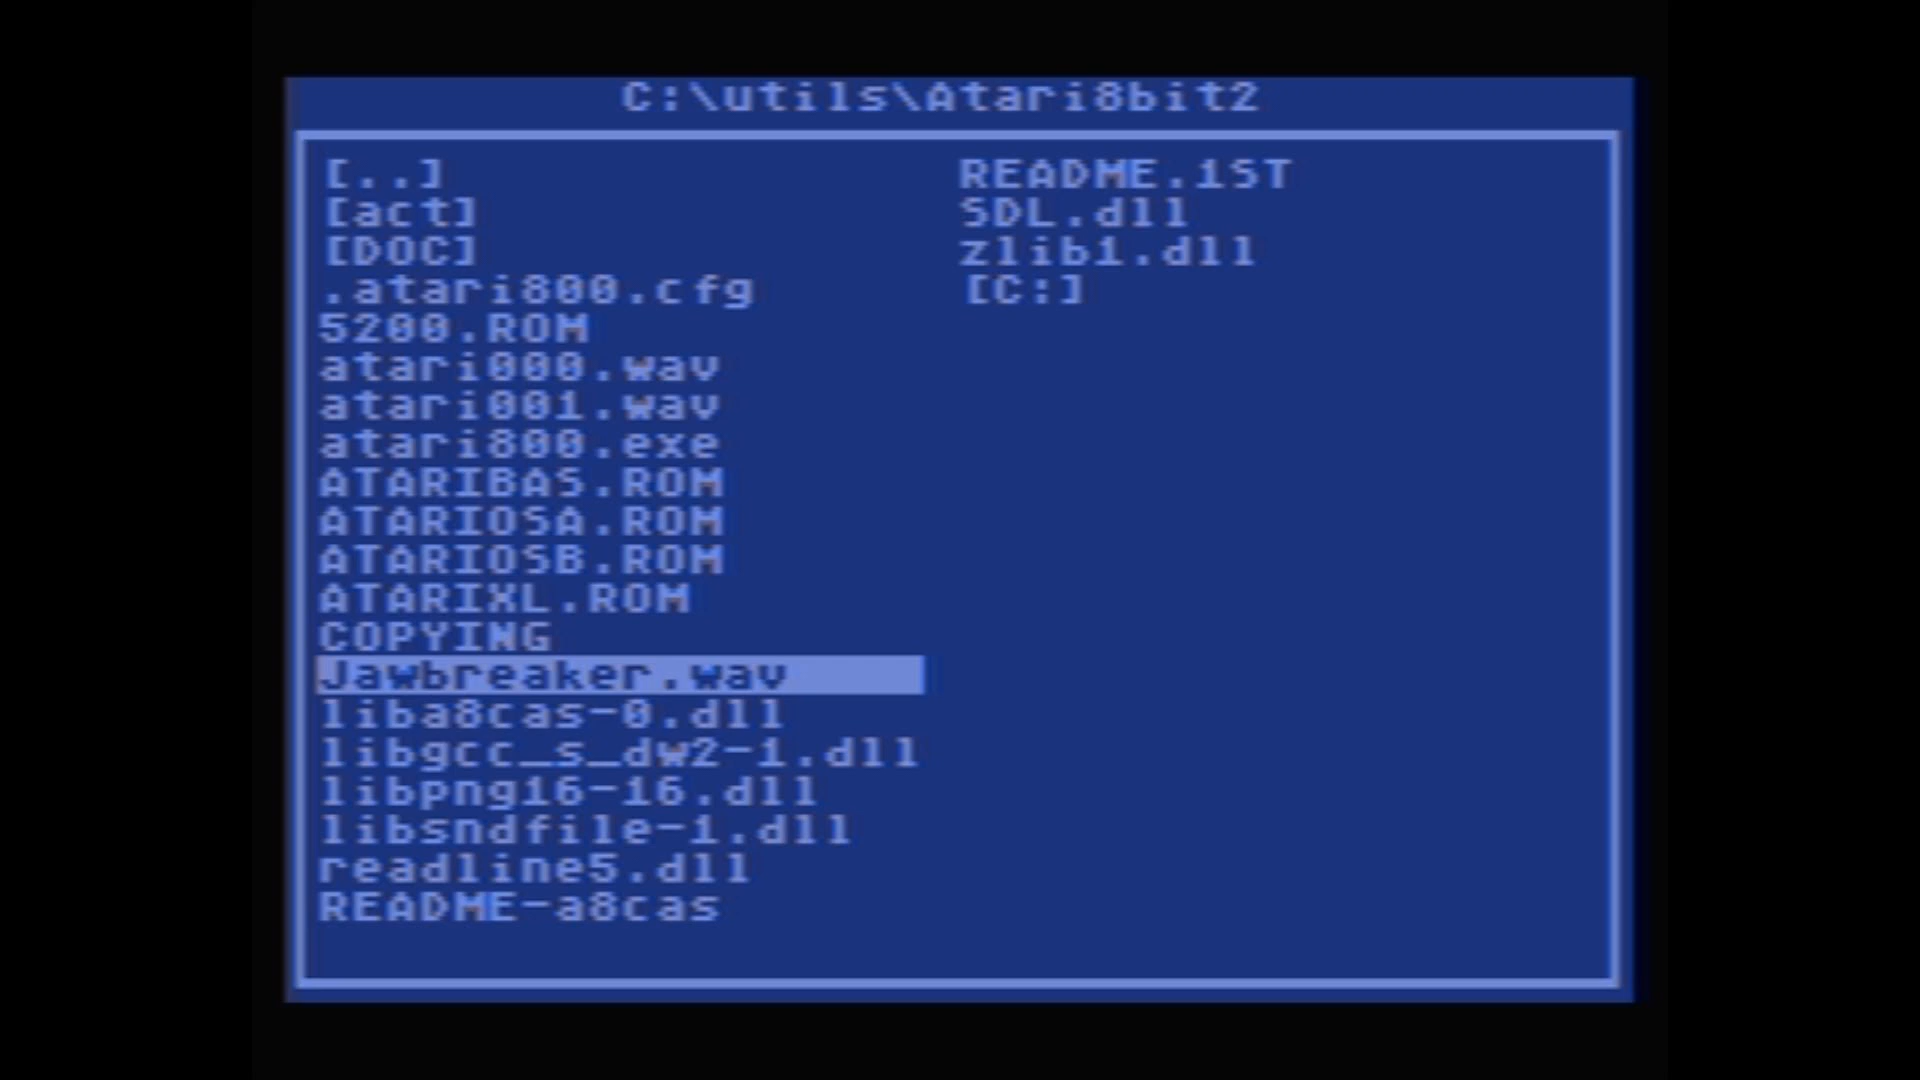 C:\utils\Atari8bit2
[..]
[act]
[DOC]
.atari800.cfg
5200.ROM
atari000.wav
atari001.wav
atari800.exe
ATARIBAS.ROM
ATARIOSA.ROM
ATARIOSB.ROM
ATARIXL.ROM
COPYING
Jawbreaker.wav
liba8cas-0.dll
libgcc_s_dw2-1.dll
libpng16-16.dll
libsndfile-1.dll
readline5.dll
README-a8cas
README.1ST
SDL.dll
zlib1.dll
[C:]